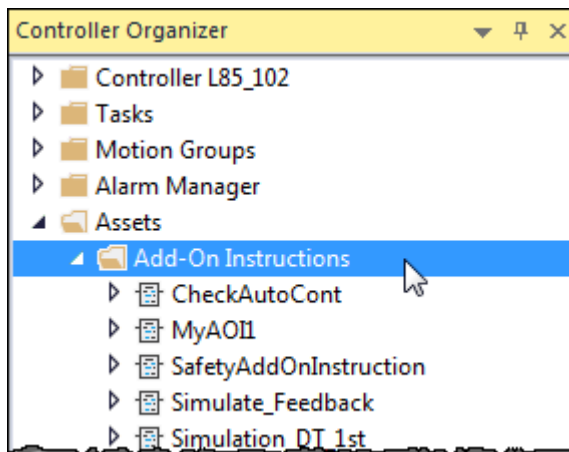 Controller Organizer
Controller L85_102
Tasks
Motion Groups
Alarm Manager
Assets
Add-On Instructions
CheckAutoCont
MyAOI1
SafetyAddOnInstruction
Simulate_Feedback
Simulation_DT_1st